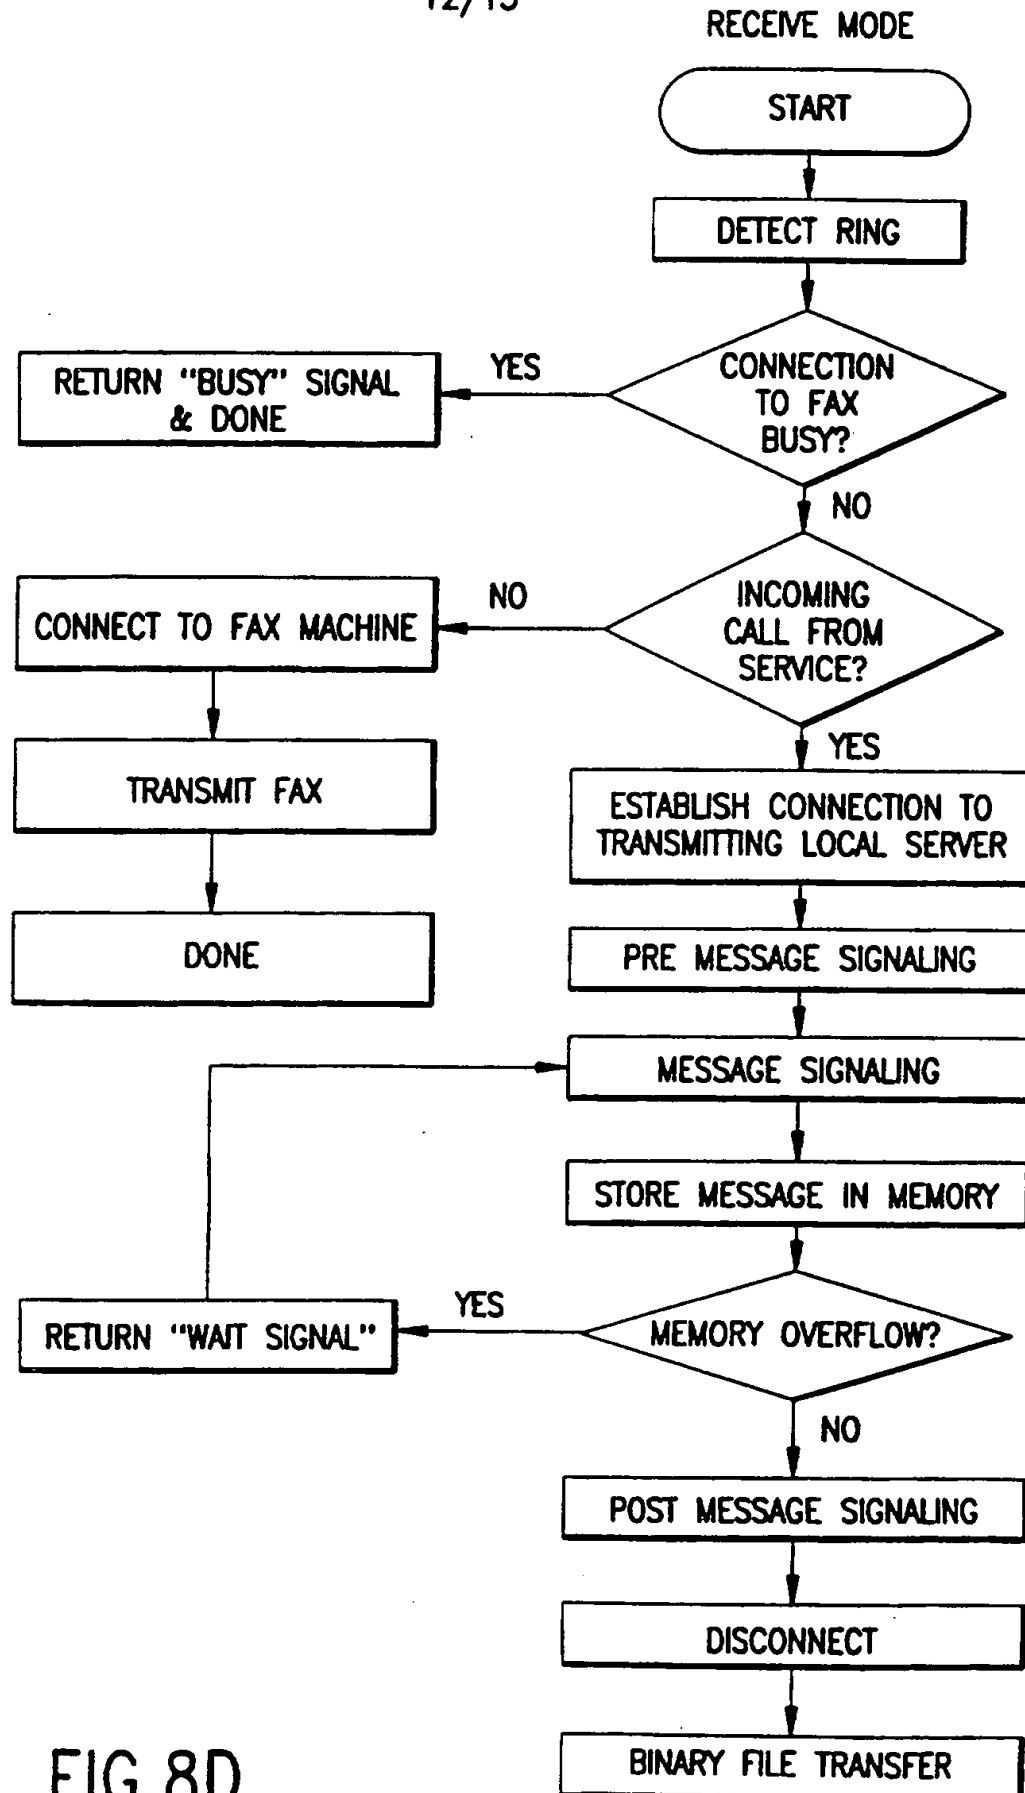 12/13
RECEIVE MODE
START
DETECT RING
CONNECTION
TO FAX
BUSY?
YES
RETURN "BUSY" SIGNAL
& DONE
NO
INCOMING
CALL FROM
SERVICE?
NO
CONNECT TO FAX MACHINE
TRANSMIT FAX
DONE
YES
ESTABLISH CONNECTION TO
TRANSMITTING LOCAL SERVER
PRE MESSAGE SIGNALING
MESSAGE SIGNALING
STORE MESSAGE IN MEMORY
MEMORY OVERFLOW?
YES
RETURN "WAIT SIGNAL"
NO
POST MESSAGE SIGNALING
DISCONNECT
BINARY FILE TRANSFER
FIG.8D